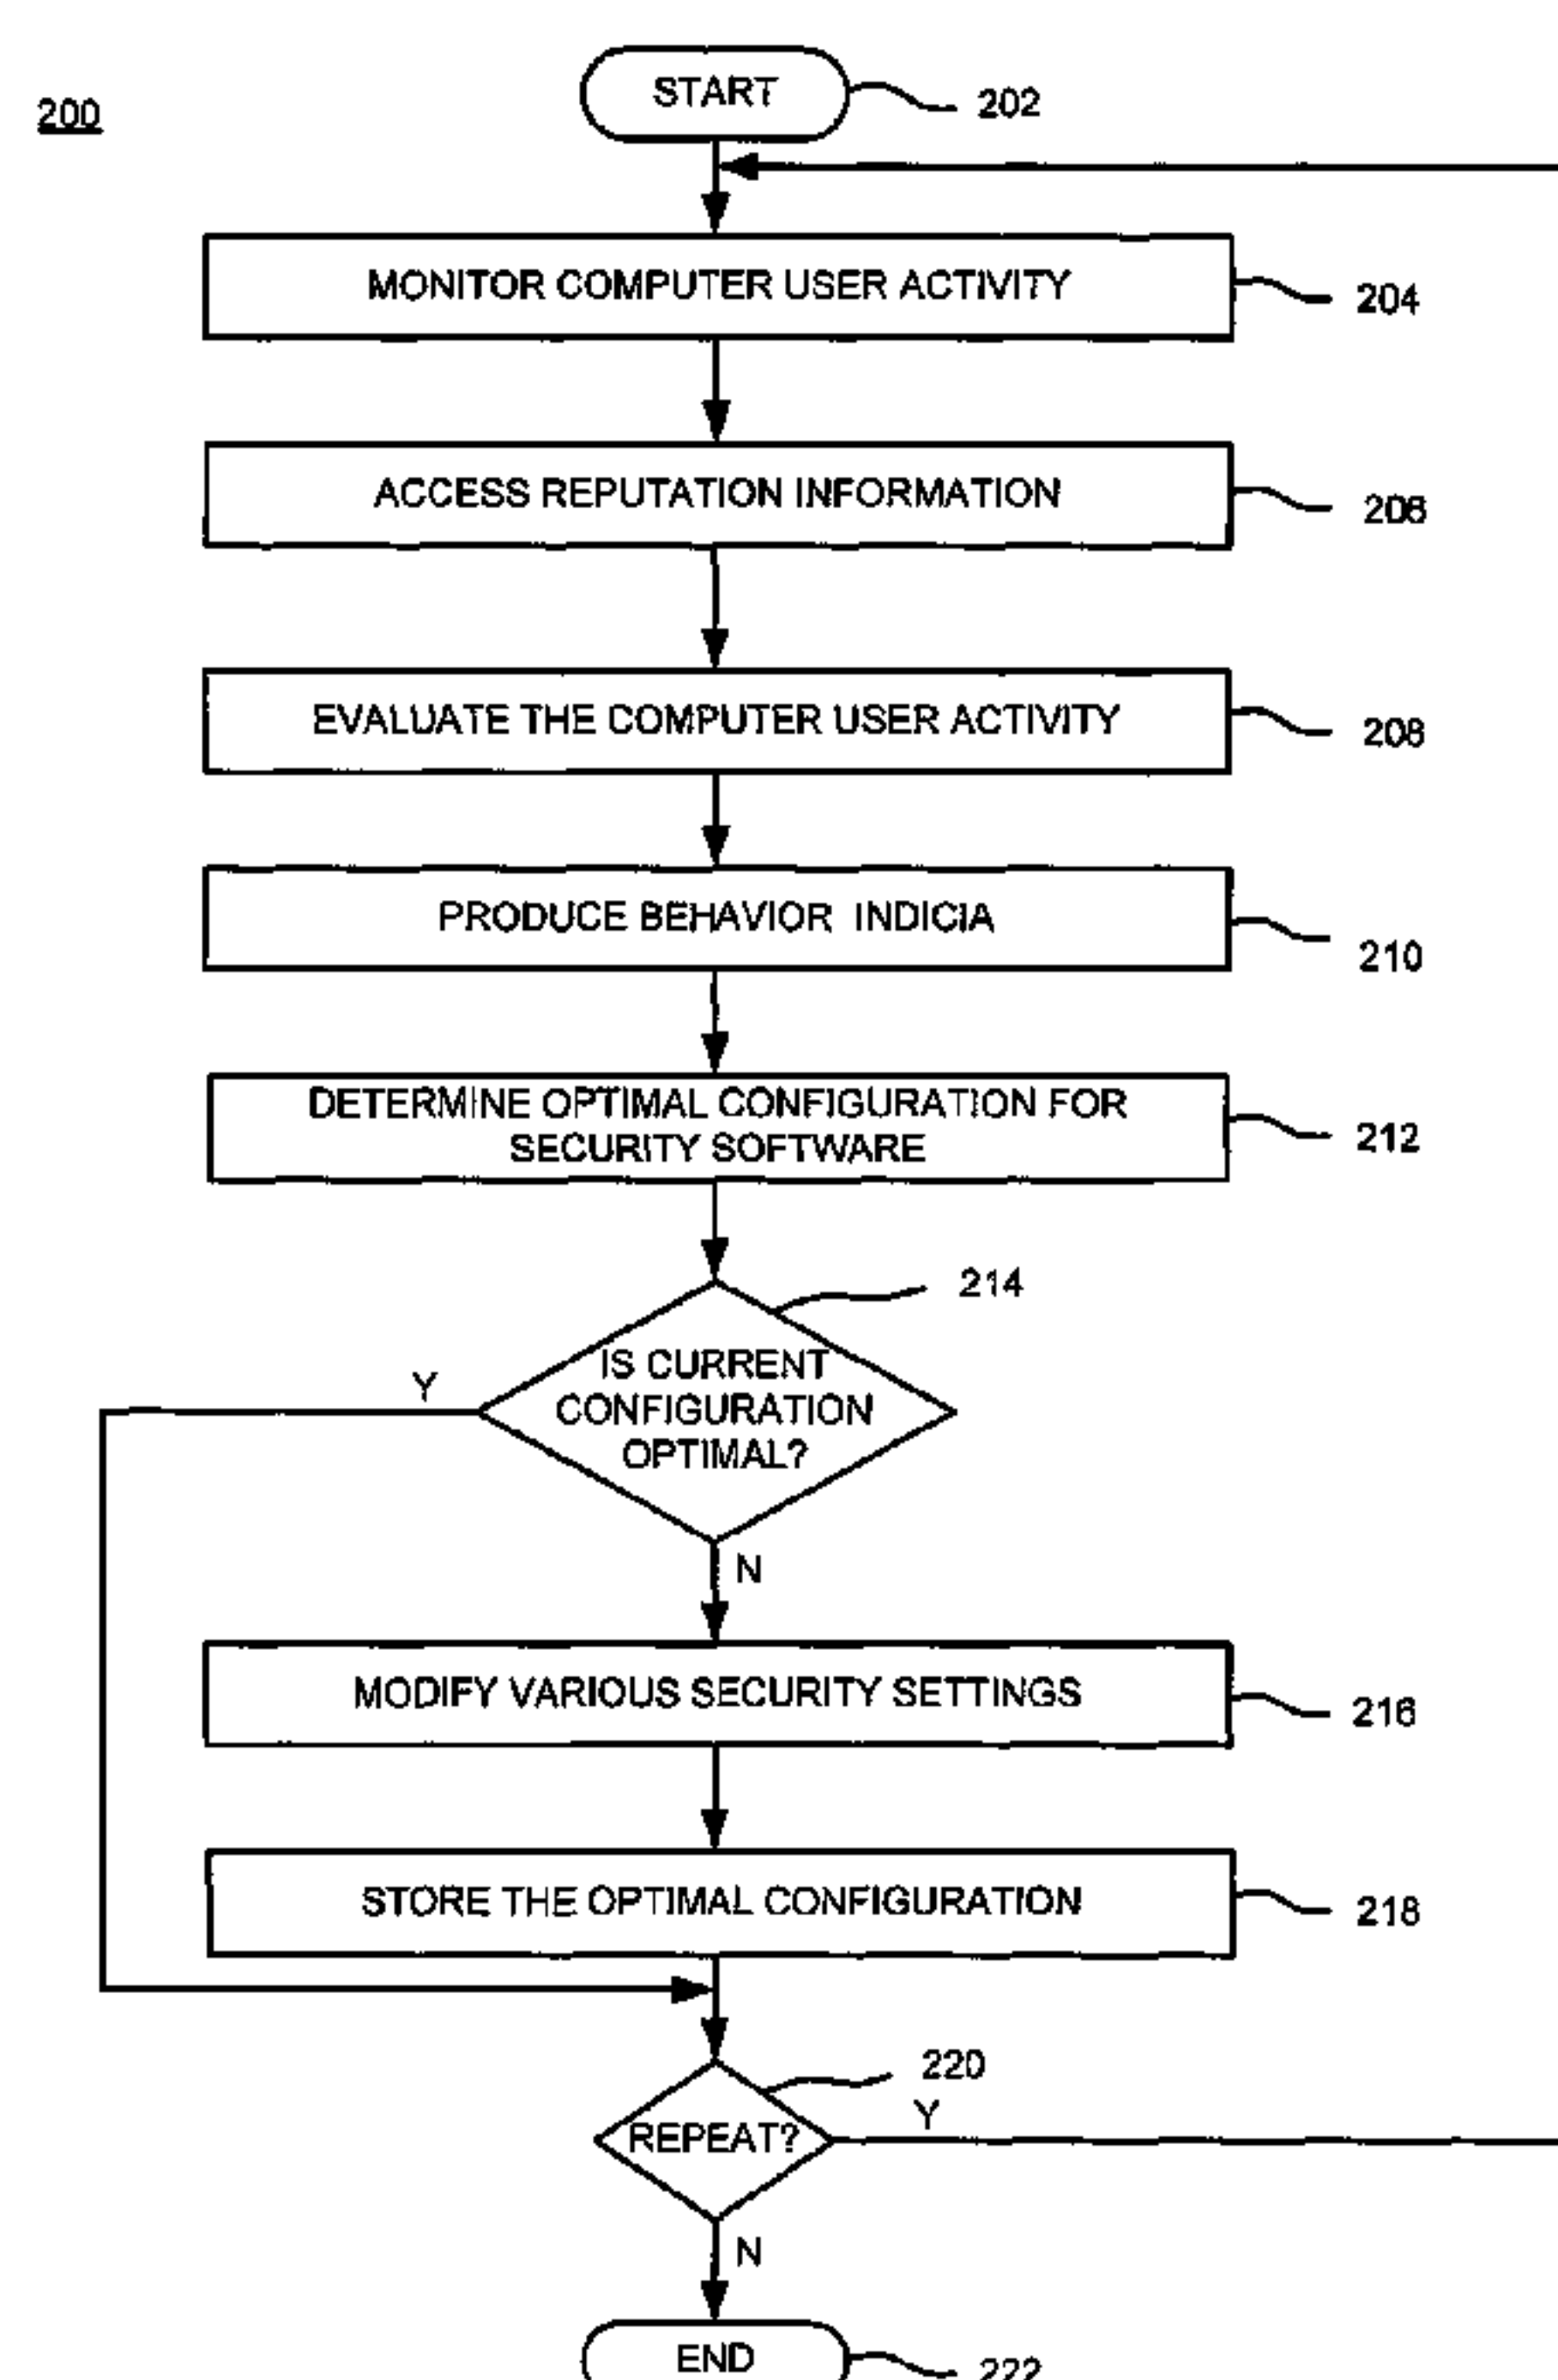 200
START
202
MONITOR COMPUTER USER ACTIVITY
204
ACCESS REPUTATION INFORMATION
206
EVALUATE THE COMPUTER USER ACTIVITY
208
PRODUCE BEHAVIOR INDICIA
210
DETERMINE OPTIMAL CONFIGURATION FOR
SECURITY SOFTWARE
212
214
IS CURRENT
CONFIGURATION
OPTIMAL?
Y
N
MODIFY VARIOUS SECURITY SETTINGS
216
STORE THE OPTIMAL CONFIGURATION
218
220
REPEAT?
Y
N
END
222